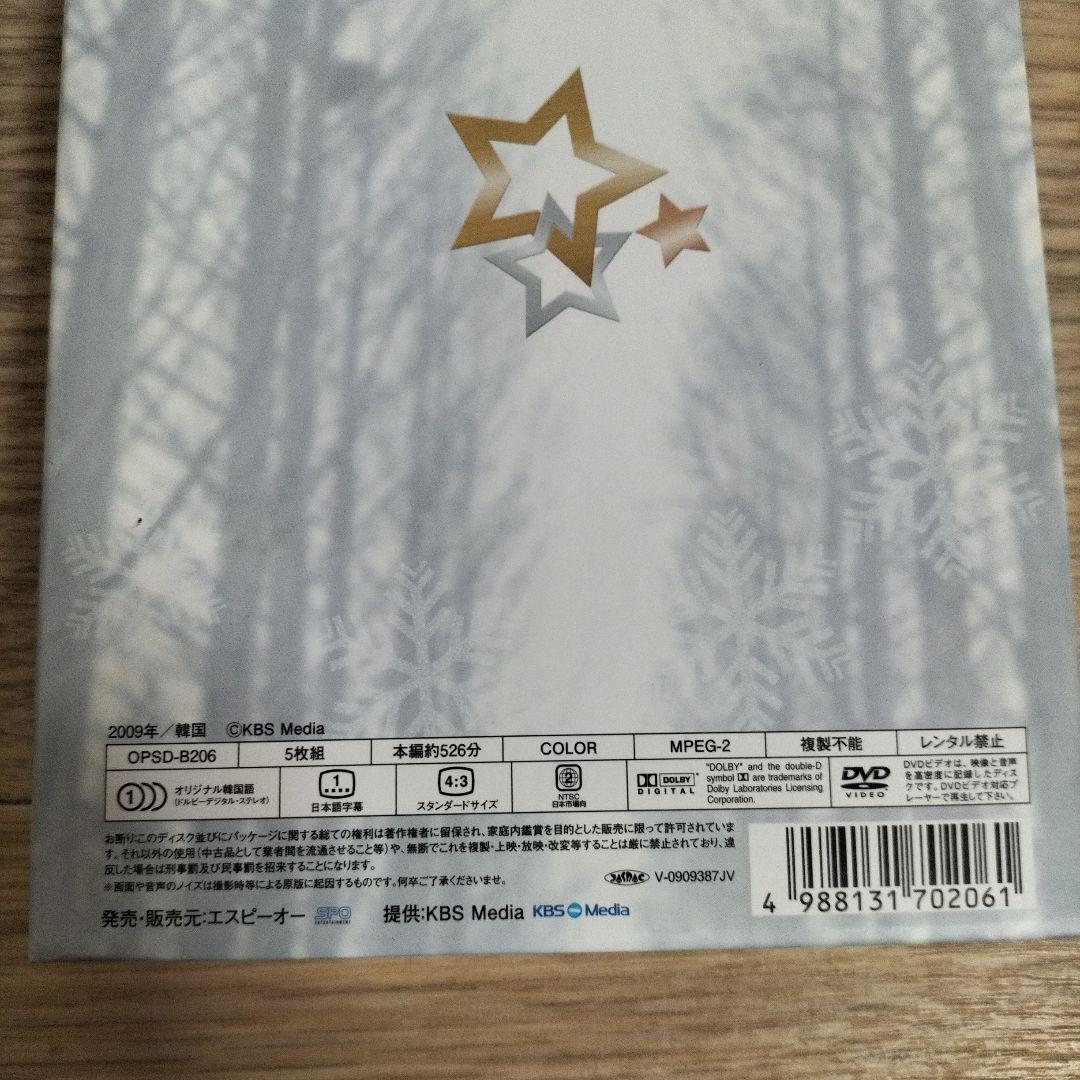 2009年／韓国 ©KBS Media
OPSD-B206 5枚組 本編約526分 COLOR MPEG-2 複製不能 レンタル禁止
1 オリジナル韓国語
(ドルビーデジタル・ステレオ)
1
日本語字幕
4:3
スタンダードサイズ
2
NTSC
日本市場向
DOLBY
DIGITAL
"DOLBY" and the double-D
symbol are trademarks of
Dolby Laboratories Licensing
Corporation.
DVD
VIDEO
DVDビデオは、映像と音声
を高密度に記録したディス
クです。DVDビデオ対応プ
レーヤーで再生して下さい。
お断り:このディスク並びにパッケージに関する総ての権利は著作権者に留保され、家庭内鑑賞を目的とした販売に限って許可されていま
す。それ以外の使用(中古品として業者間を流通させること等)や、無断でこれを複製・上映・放映・改変等することは厳に禁止されており、違
反した場合は刑事罰及び民事罰を招来することになります。
※画面や音声のノイズは撮影時等による原版に起因するものです。何卒ご了承くださいませ。
JASRAC V-0909387JV
発売・販売元:エスピーオー SPO ENTERTAINMENT 提供:KBS Media KBS Media
4 988131 702061